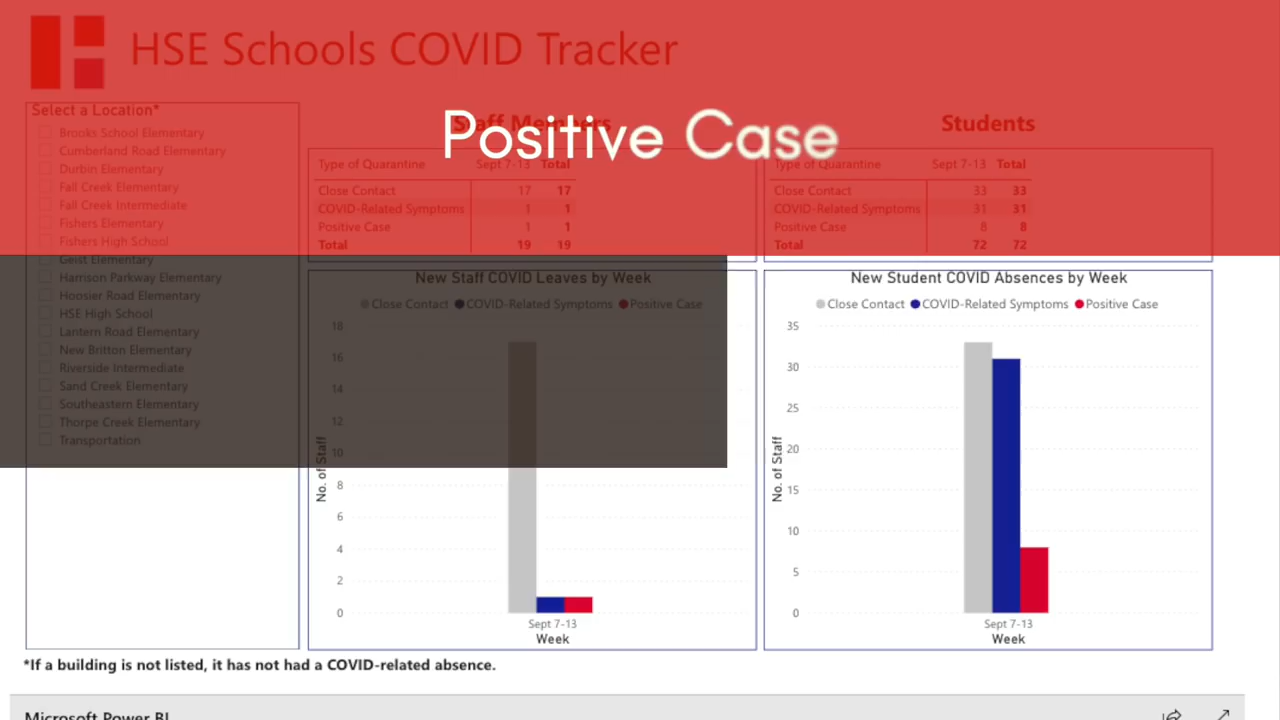 HSE Schools COVID Tracker
Positive Case
Select a Location*
Brooks School Elementary
Cumberland Road Elementary
Durbin Elementary
Fall Creek Elementary
Fall Creek Intermediate
Fishers Elementary
Fishers High School
Geist Elementary
Harrison Parkway Elementary
Hoosier Road Elementary
HSE High School
Lantern Road Elementary
New Britton Elementary
Riverside Intermediate
Sand Creek Elementary
Southeastern Elementary
Thorpe Creek Elementary
Transportation
Staff Members
Type of Quarantine Sept 7-13 Total
Close Contact 17 17
COVID-Related Symptoms 1 1
Positive Case 1 1
Total 19 19
Students
Type of Quarantine Sept 7-13 Total
Close Contact 33 33
COVID-Related Symptoms 31 31
Positive Case 8 8
Total 72 72
New Staff COVID Leaves by Week
Close Contact COVID-Related Symptoms Positive Case
No. of Staff
18
16
14
12
10
8
6
4
2
0
Sept 7-13
Week
New Student COVID Absences by Week
Close Contact COVID-Related Symptoms Positive Case
No. of Staff
35
30
25
20
15
10
5
0
Sept 7-13
Week
*If a building is not listed, it has not had a COVID-related absence.
Microsoft Power BI